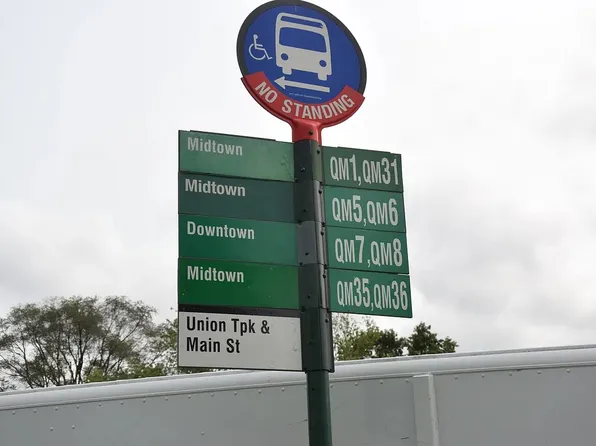 NO STANDING
Midtown QM1, QM31
Midtown QM5, QM6
Downtown QM7, QM8
Midtown QM35, QM36
Union Tpk &
Main St